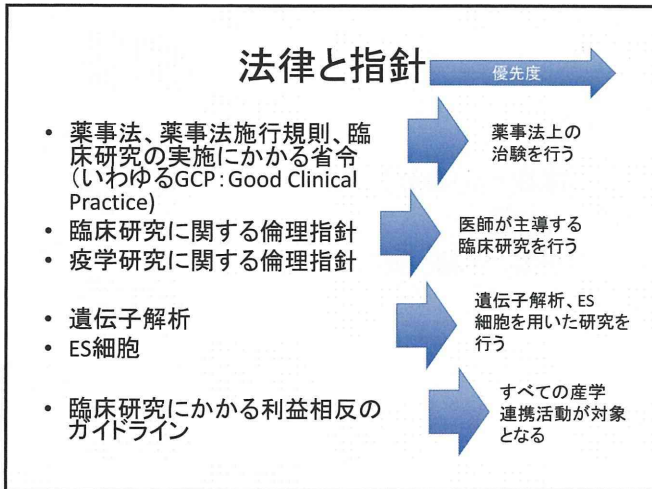 法律と指針
優先度
• 薬事法、薬事法施行規則、臨
床研究の実施にかかる省令
(いわゆるGCP:Good Clinical
Practice)
薬事法上の
治験を行う
• 臨床研究に関する倫理指針
• 疫学研究に関する倫理指針
医師が主導する
臨床研究を行う
• 遺伝子解析
• ES細胞
遺伝子解析、ES
細胞を用いた研究を
行う
• 臨床研究にかかる利益相反の
ガイドライン
すべての産学
連携活動が対象
となる